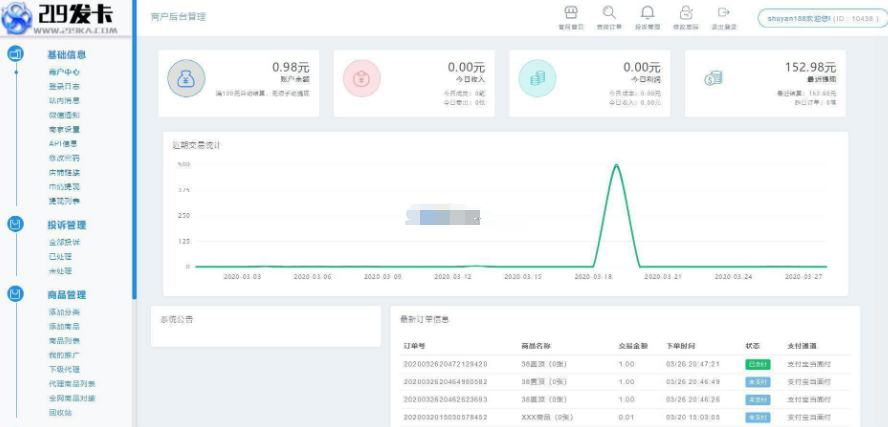 219发卡
WWW.219KA.COM
商户后台管理
官网首页
查询订单
投诉管理
修改密码
退出登录
shuyan188欢迎您! (ID : 10438 )
基础信息
商户中心
登录日志
站内消息
微信通知
商家设置
API信息
修改密码
店铺链接
申请提现
提现列表
投诉管理
全部投诉
已处理
未处理
商品管理
添加分类
添加商品
商品列表
我的推广
下级代理
代理商品列表
全网商品对接
回收站
0.98元
账户余额
满100元自动结算，无须手动提现
0.00元
今日收入
今日成交：0笔
今日卖出：0张
0.00元
今日利润
今日成本：0.00元
今日收入：0.00元
152.98元
最近提现
最近结算：152.98元
昨日订单：0笔
近期交易统计
500
375
250
125
0
2020-03-03
2020-03-06
2020-03-09
2020-03-12
2020-03-15
2020-03-18
2020-03-21
2020-03-24
2020-03-27
系统公告
最新订单信息
订单号 商品名称 交易金额 下单时间 状态 支付通道
2020032620472129420 38置顶（0张） 1.00 03/26 20:47:21 已支付 支付宝当面付
2020032620464980582 38置顶（0张） 1.00 03/26 20:46:49 未支付 支付宝当面付
2020032620462623693 38置顶（0张） 1.00 03/26 20:46:26 未支付 支付宝当面付
XXX商品（0张） 0.01 未支付 支付宝当面付